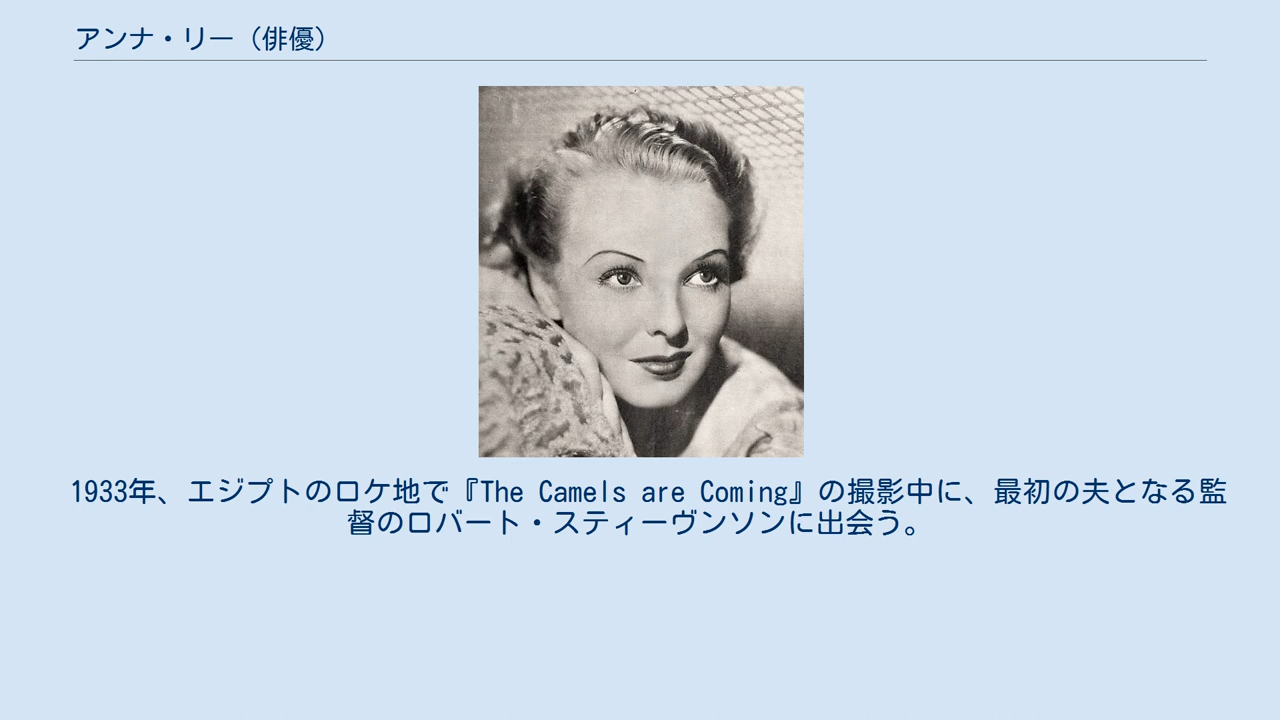 アンナ・リー（俳優）
1933年、エジプトのロケ地で『The Camels are Coming』の撮影中に、最初の夫となる監
督のロバート・スティーヴンソンに出会う。